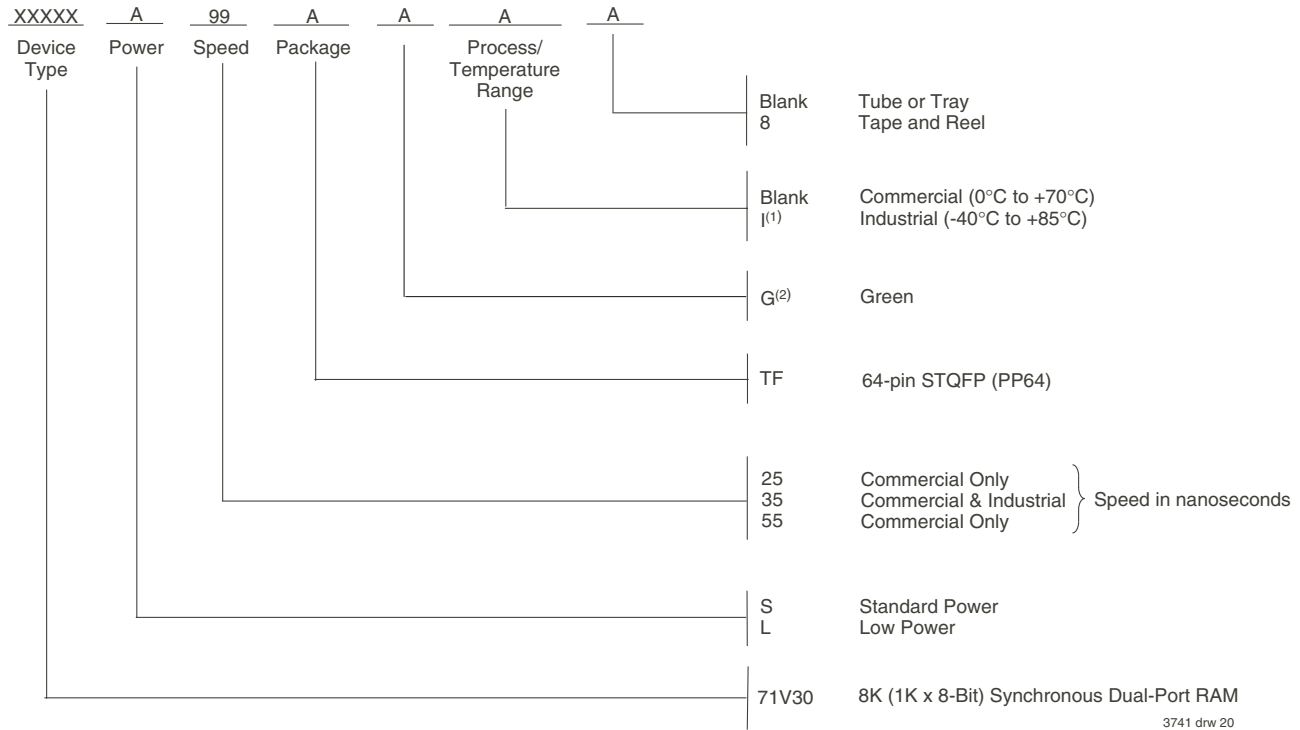 XXXXX A 99 A A A A
Device Type Power Speed Package Process/ Temperature Range
Blank Tube or Tray
8 Tape and Reel
Blank Commercial (0°C to +70°C)
I(1) Industrial (-40°C to +85°C)
G(2) Green
TF 64-pin STQFP (PP64)
25 Commercial Only
35 Commercial & Industrial Speed in nanoseconds
55 Commercial Only
S Standard Power
L Low Power
71V30 8K (1K x 8-Bit) Synchronous Dual-Port RAM
3741 drw 20